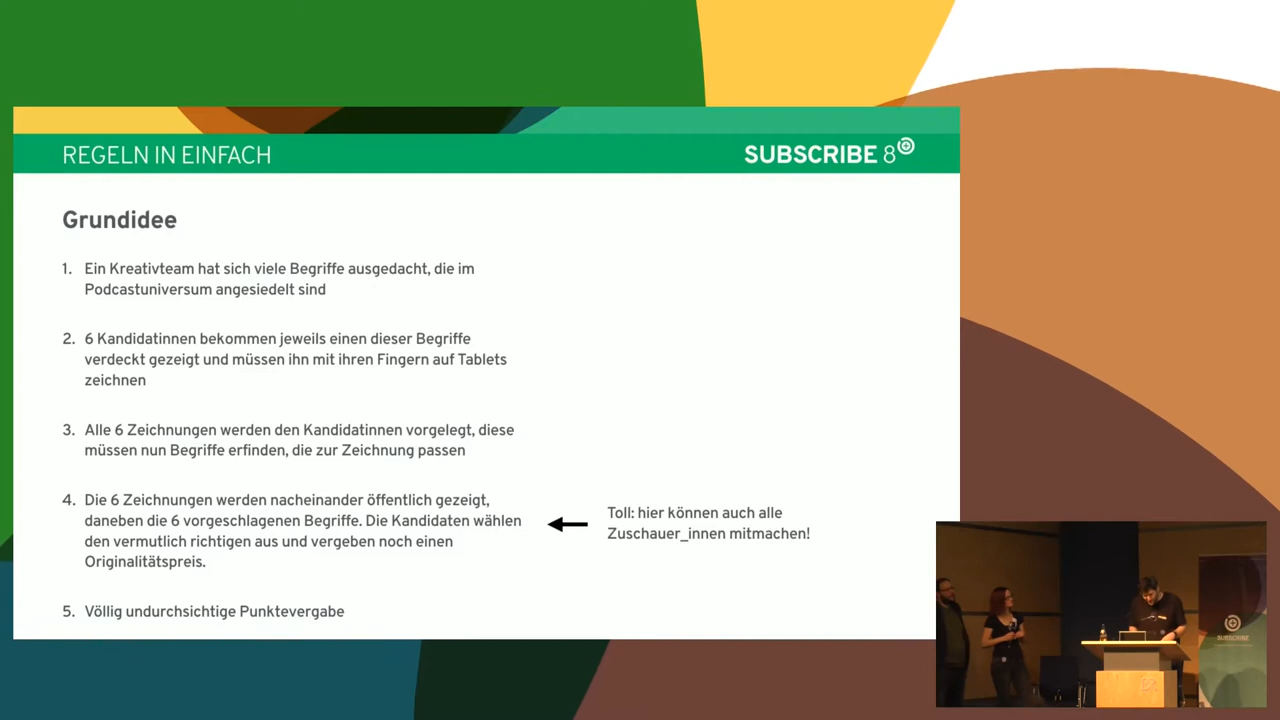 REGELN IN EINFACH
SUBSCRIBE 8
Grundidee
1. Ein Kreativteam hat sich viele Begriffe ausgedacht, die im
Podcastuniversum angesiedelt sind
2. 6 Kandidatinnen bekommen jeweils einen dieser Begriffe
verdeckt gezeigt und müssen ihn mit ihren Fingern auf Tablets
zeichnen
3. Alle 6 Zeichnungen werden den Kandidatinnen vorgelegt, diese
müssen nun Begriffe erfinden, die zur Zeichnung passen
4. Die 6 Zeichnungen werden nacheinander öffentlich gezeigt,
daneben die 6 vorgeschlagenen Begriffe. Die Kandidaten wählen
den vermutlich richtigen aus und vergeben noch einen
Originalitätspreis.
Toll: hier können auch alle
Zuschauer_innen mitmachen!
5. Völlig undurchsichtige Punktevergabe
SUBSCRIBE